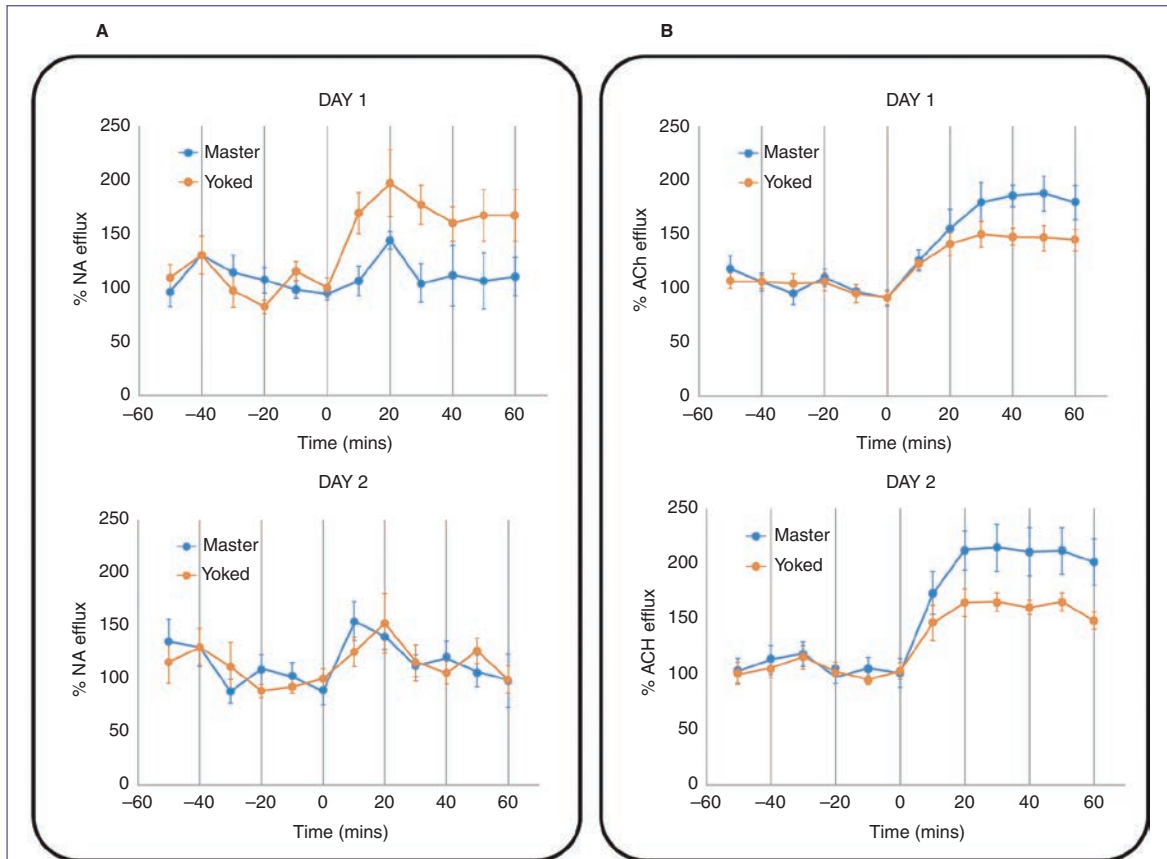 A
DAY 1
250
200
150
100
50
0
% NA efflux
Master
Yoked
–60 –40 –20 0 20 40 60
Time (mins)
DAY 2
250
200
150
100
50
0
% NA efflux
Master
Yoked
–60 –40 –20 0 20 40 60
Time (mins)
B
DAY 1
250
200
150
100
50
0
% ACh efflux
Master
Yoked
–60 –40 –20 0 20 40 60
Time (mins)
DAY 2
250
200
150
100
50
0
% ACH efflux
Master
Yoked
–60 –40 –20 0 20 40 60
Time (mins)